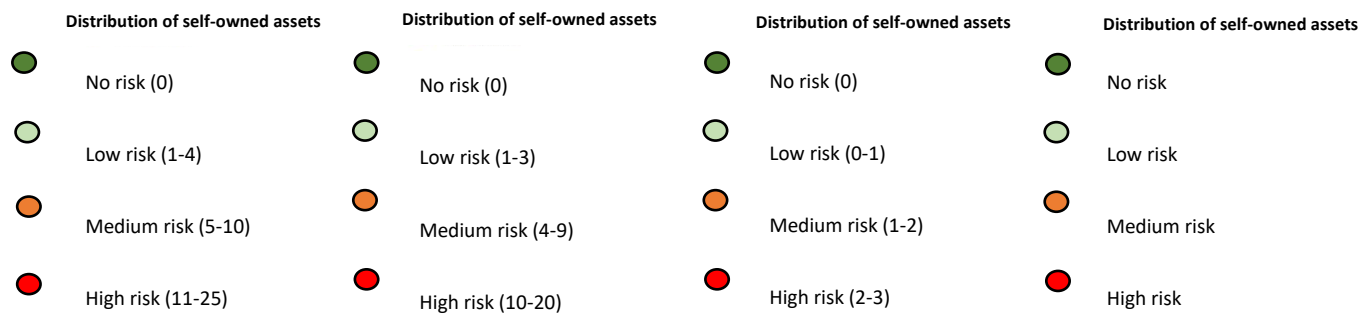 Distribution of self-owned assets
No risk (0)
Low risk (1-4)
Medium risk (5-10)
High risk (11-25)
Distribution of self-owned assets
No risk (0)
Low risk (1-3)
Medium risk (4-9)
High risk (10-20)
Distribution of self-owned assets
No risk (0)
Low risk (0-1)
Medium risk (1-2)
High risk (2-3)
Distribution of self-owned assets
No risk
Low risk
Medium risk
High risk